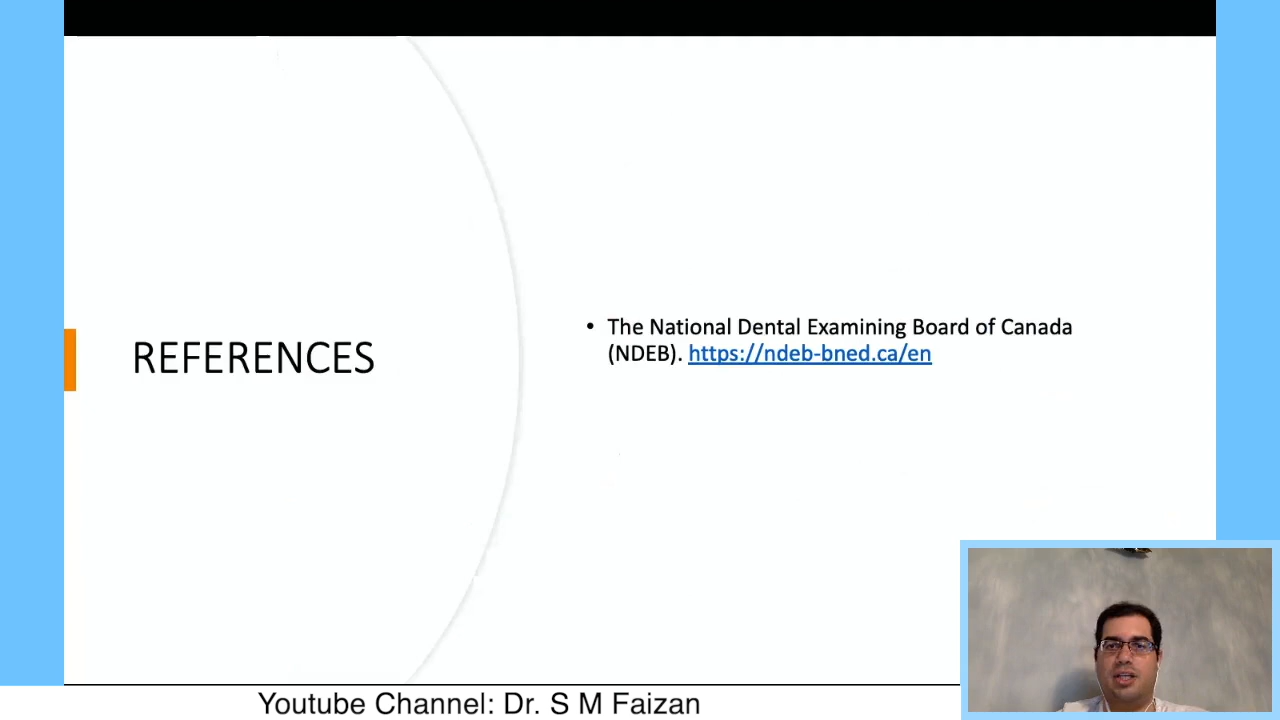 REFERENCES
• The National Dental Examining Board of Canada
(NDEB). https://ndeb-bned.ca/en
Youtube Channel: Dr. S M Faizan